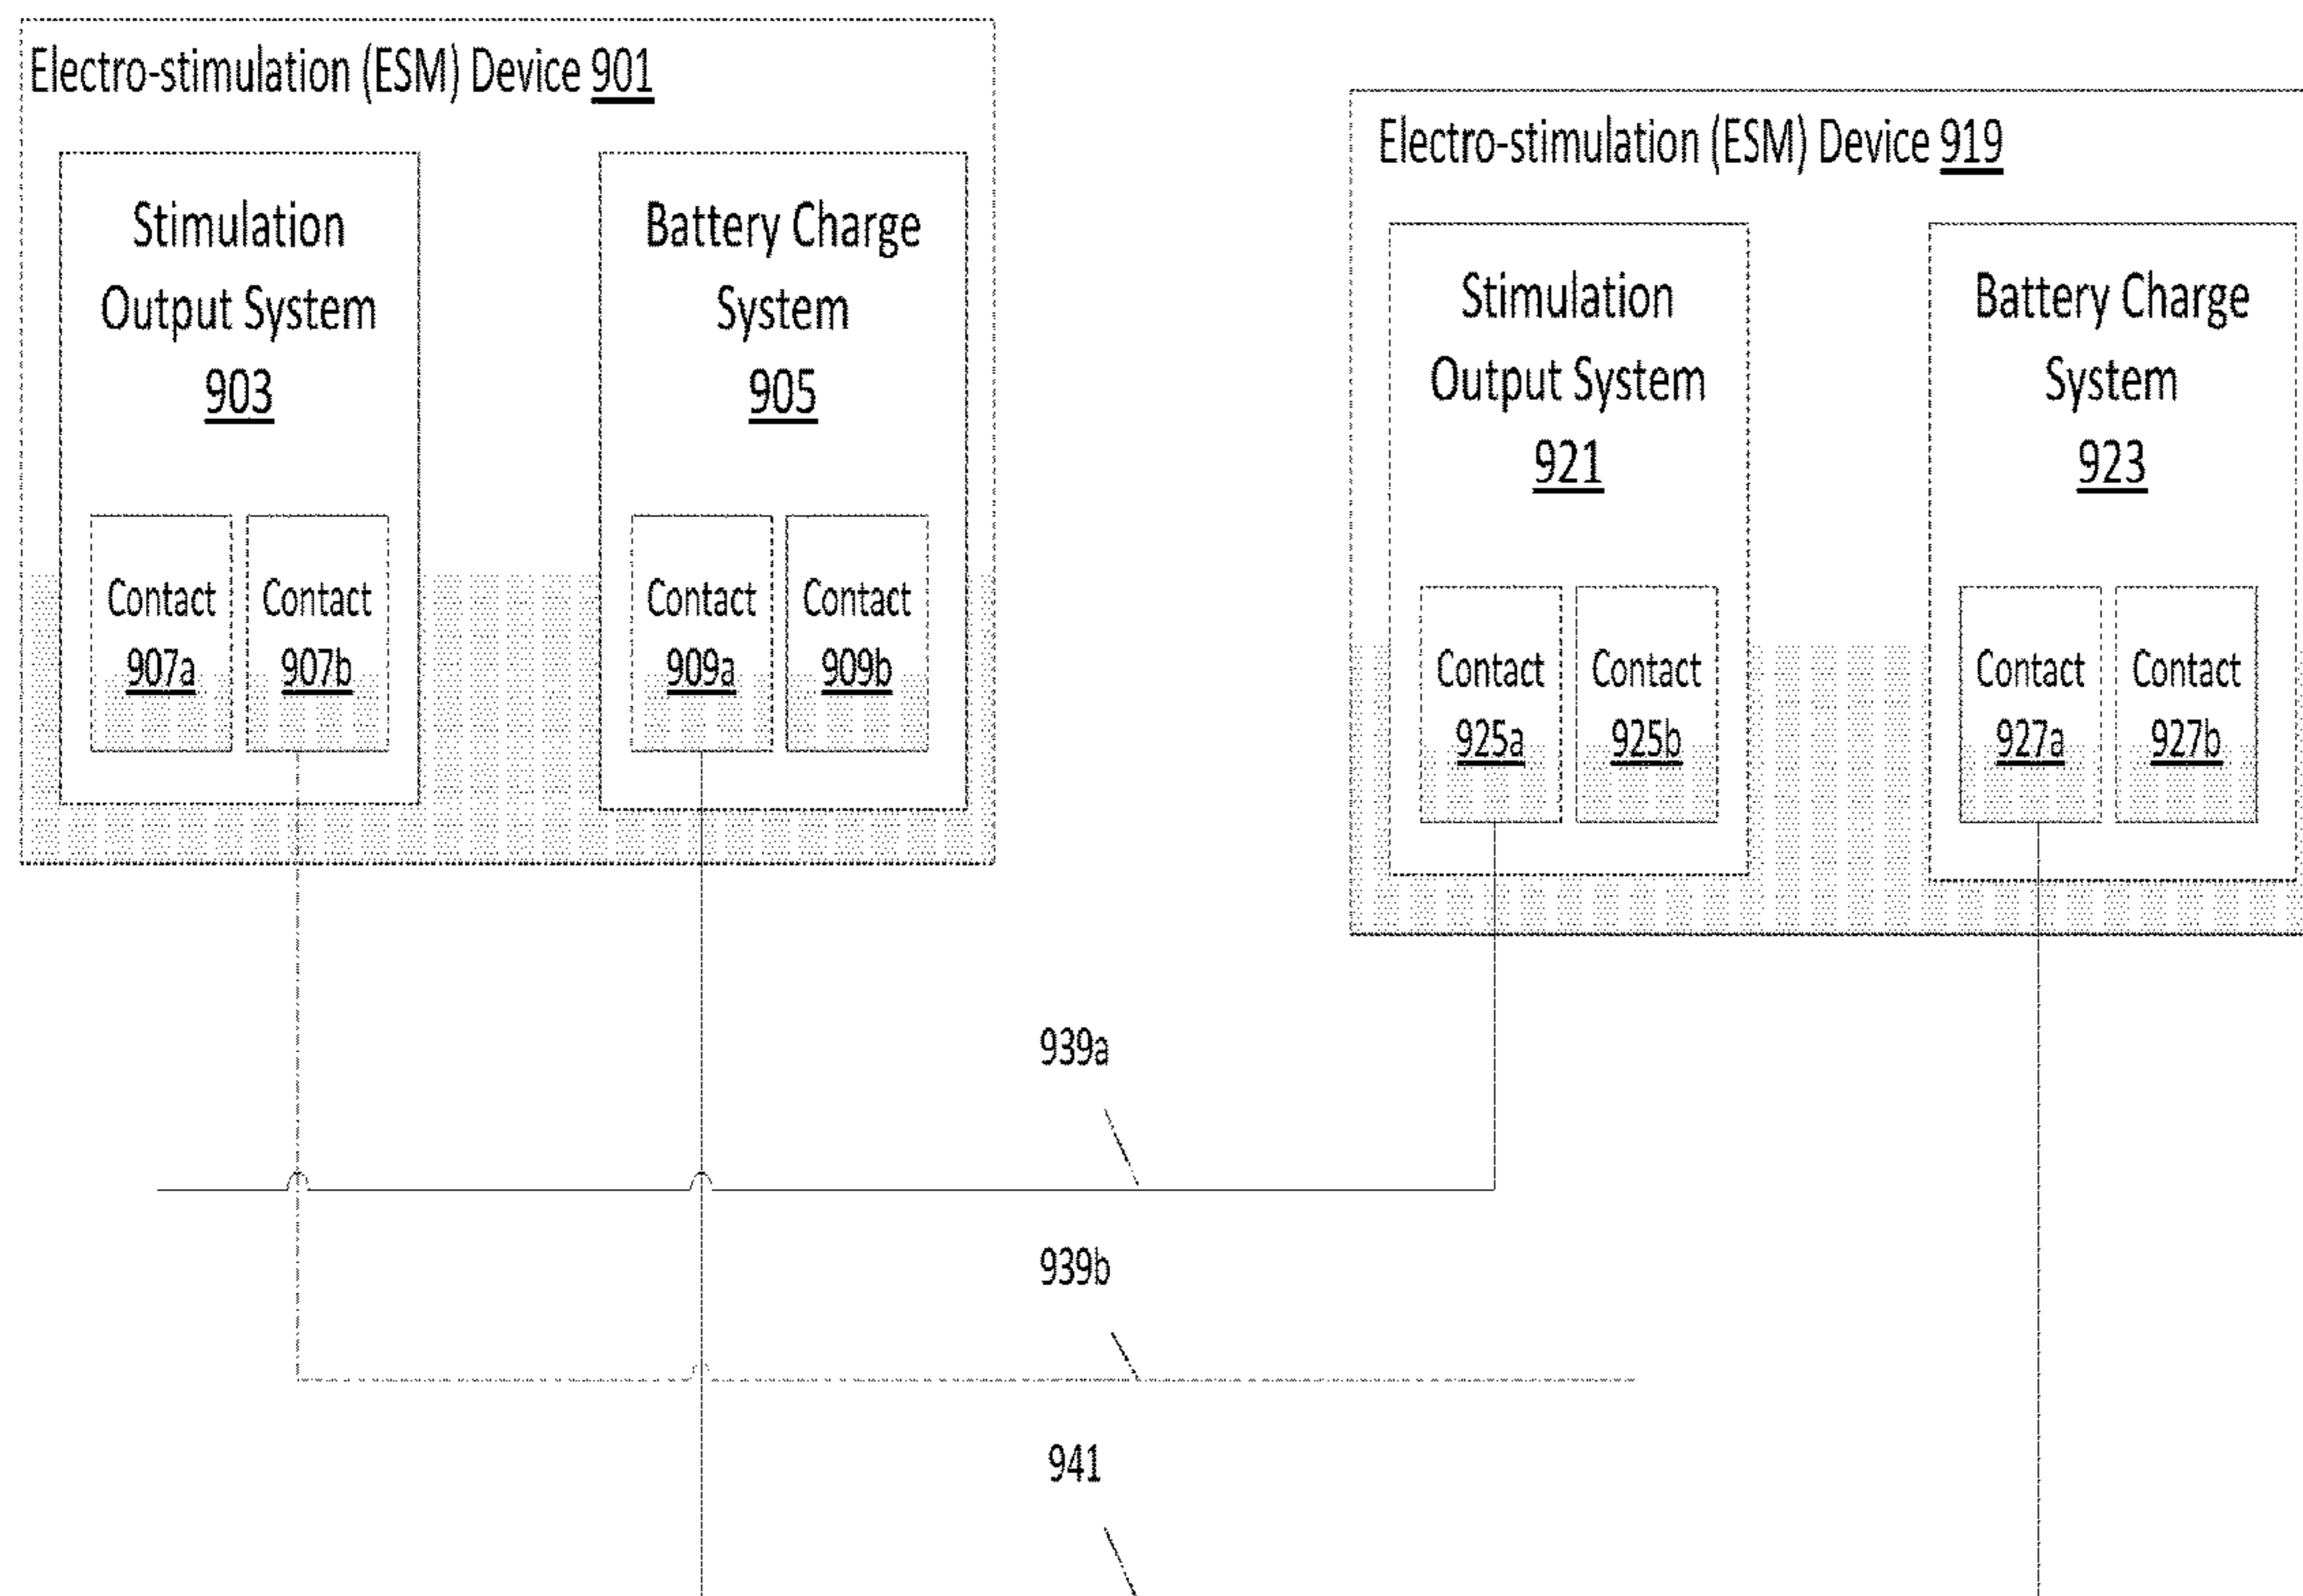 Electro-stimulation (ESM) Device 901
Stimulation
Output System
903
Contact
907a
Contact
907b
Battery Charge
System
905
Contact
909a
Contact
909b
Electro-stimulation (ESM) Device 919
Stimulation
Output System
921
Contact
925a
Contact
925b
Battery Charge
System
923
Contact
927a
Contact
927b
939a
939b
941